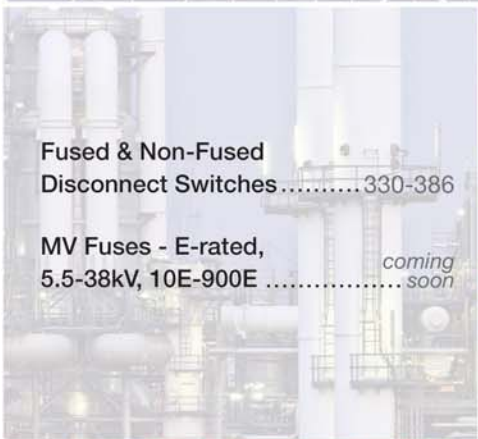 Fused & Non-Fused
Disconnect Switches..........330-386
MV Fuses - E-rated,
coming
5.5-38kV, 10E-900E .................soon